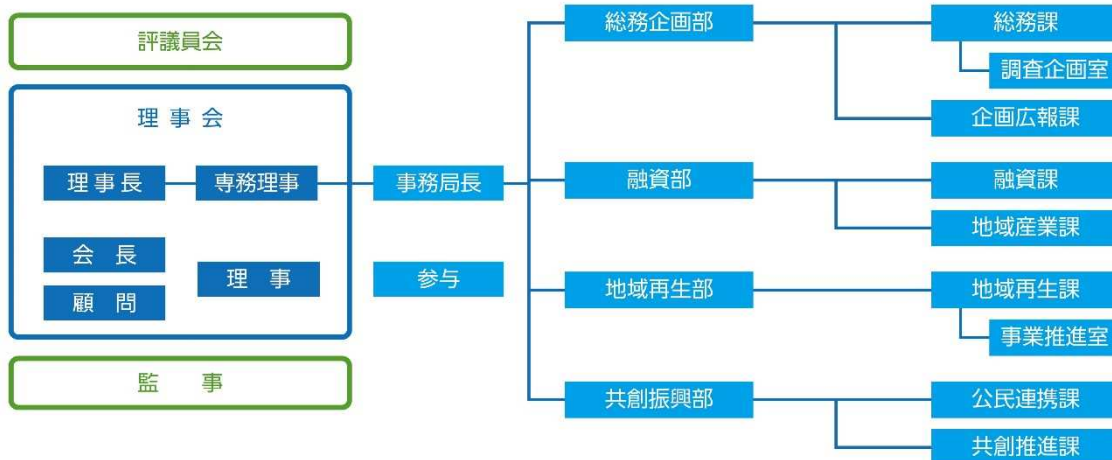 評議員会
理事会
理事長
専務理事
会長
顧問
理事
監事
事務局長
参与
総務企画部
総務課
調査企画室
企画広報課
融資部
融資課
地域産業課
地域再生部
地域再生課
事業推進室
共創振興部
公民連携課
共創推進課